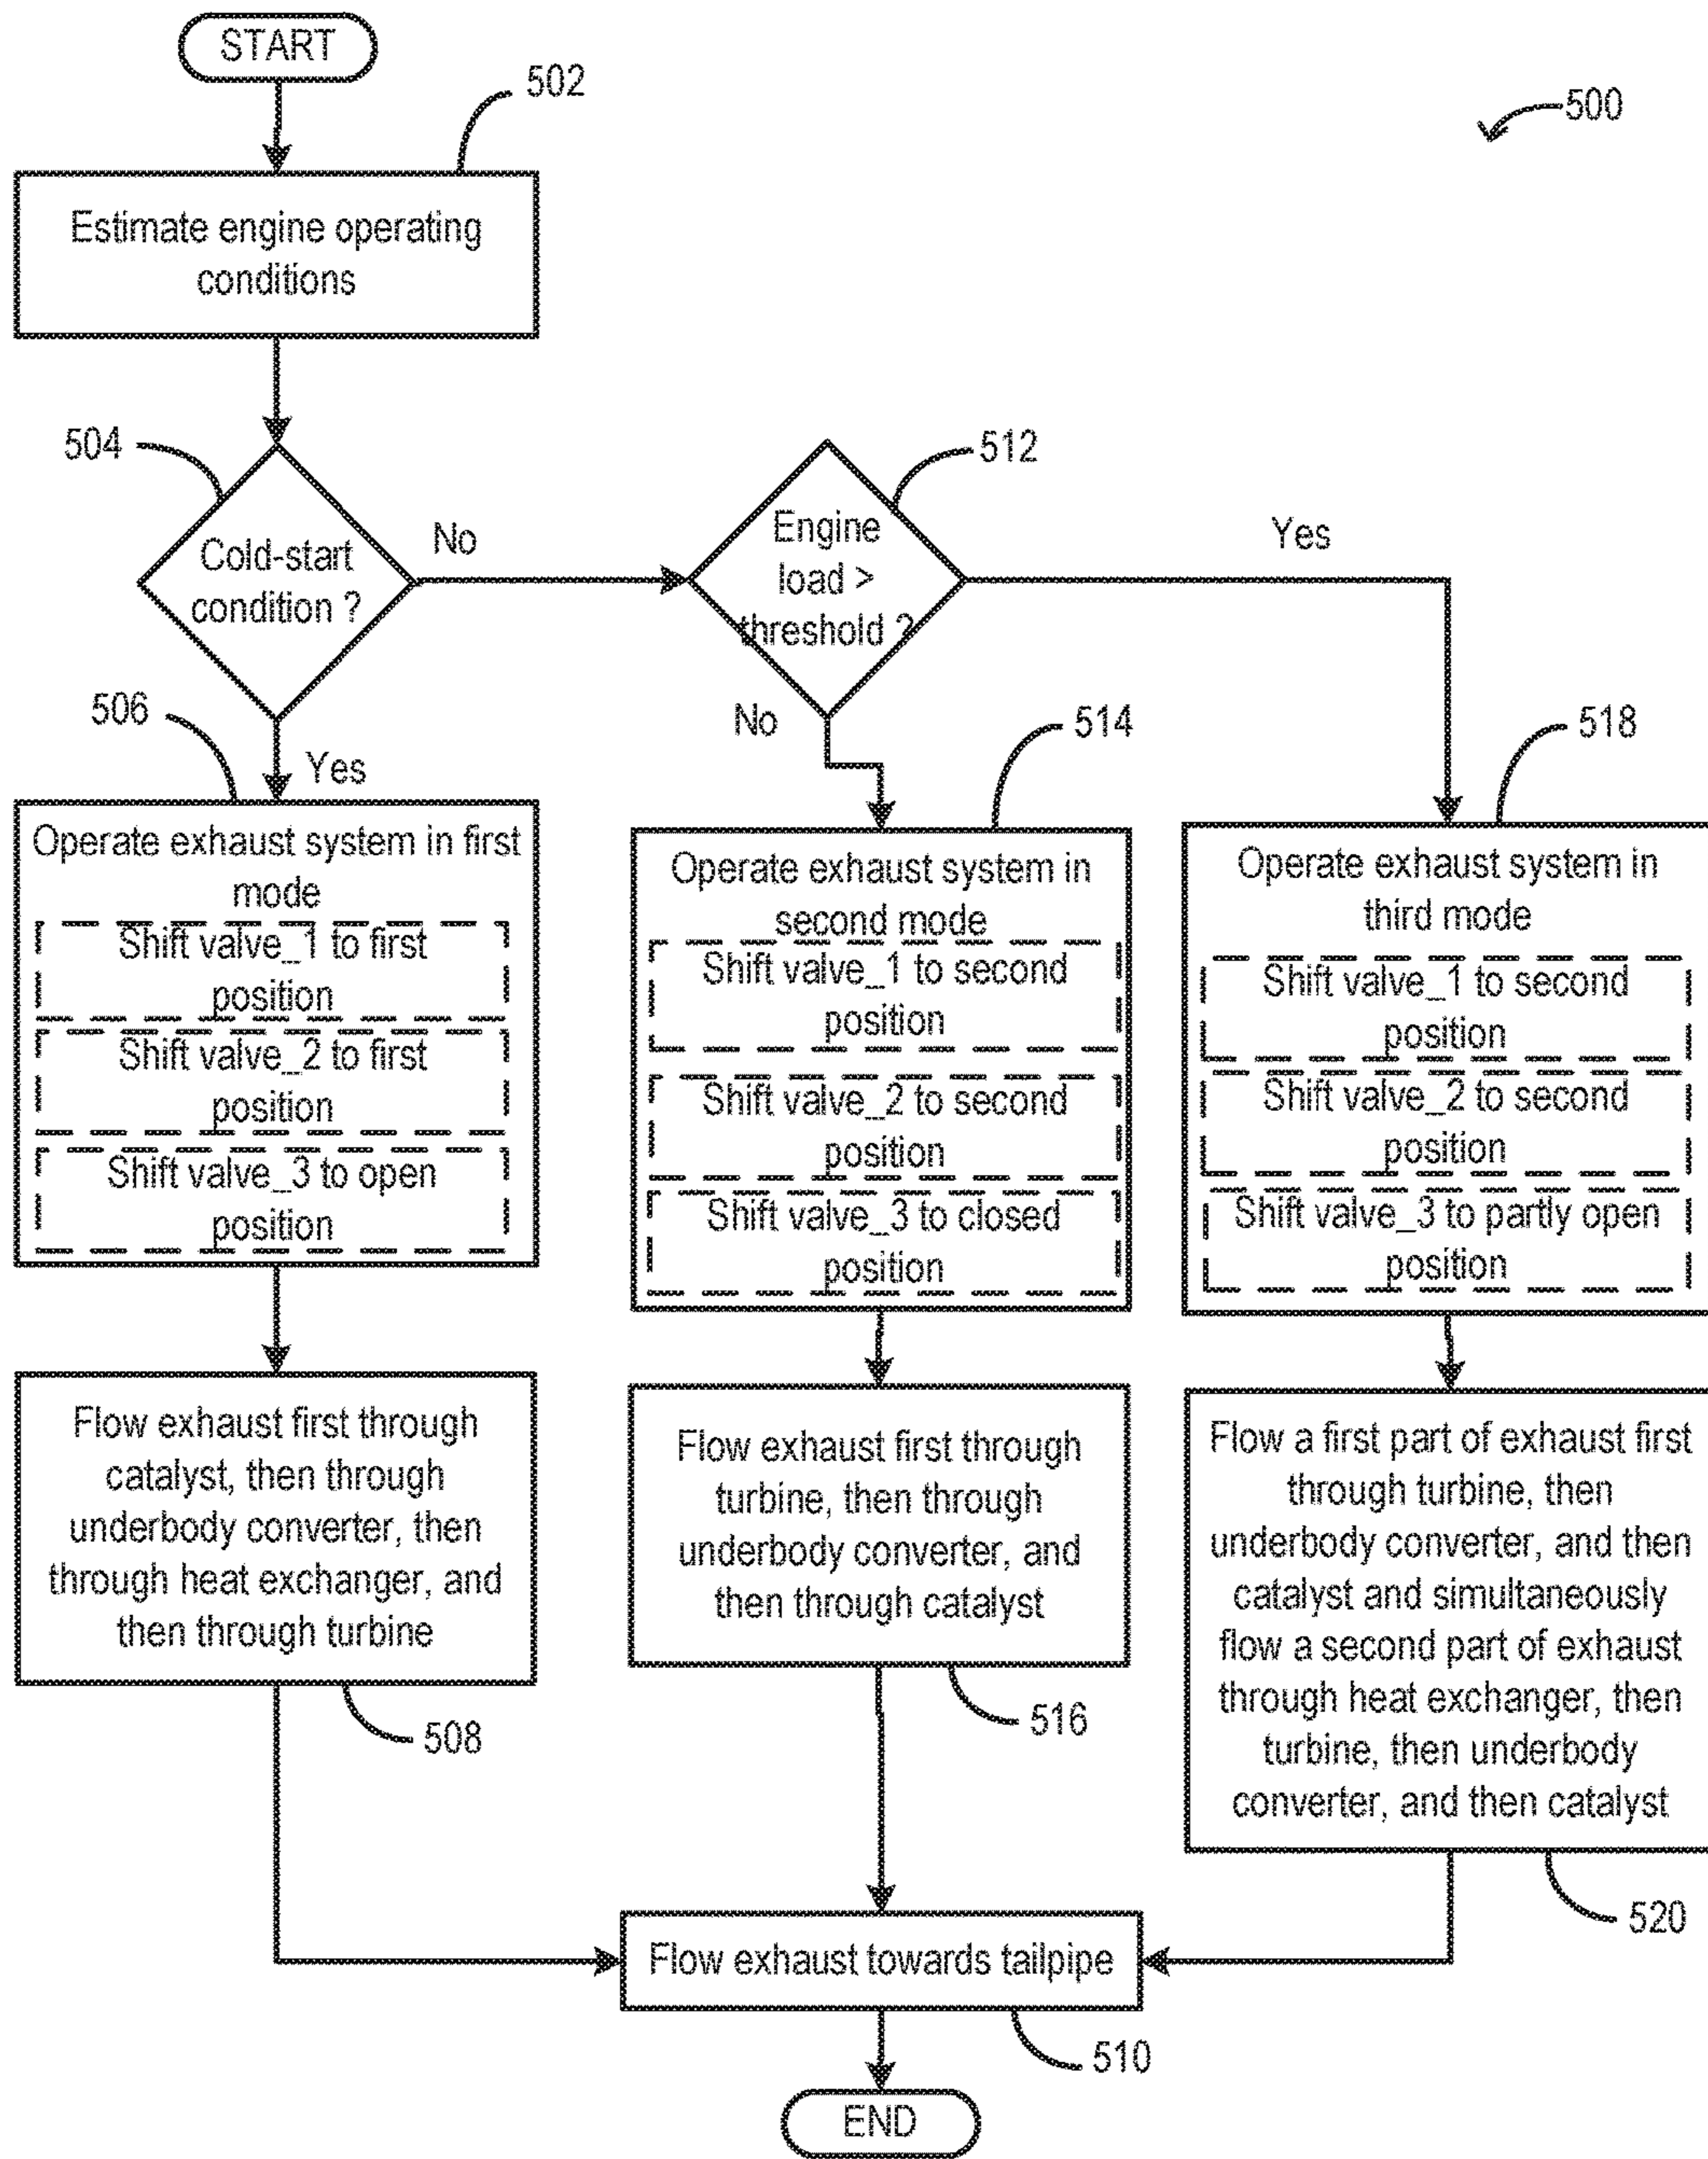 START
502
500
Estimate engine operating
conditions
504
Cold-start
condition ?
No
512
Engine
load >
threshold ?
Yes
No
506
Yes
514
518
Operate exhaust system in first
mode
Shift valve_1 to first
position
Shift valve_2 to first
position
Shift valve_3 to open
position
Operate exhaust system in
second mode
Shift valve_1 to second
position
Shift valve_2 to second
position
Shift valve_3 to closed
position
Operate exhaust system in
third mode
Shift valve_1 to second
position
Shift valve_2 to second
position
Shift valve_3 to partly open
position
Flow exhaust first through
catalyst, then through
underbody converter, then
through heat exchanger, and
then through turbine
508
Flow exhaust first through
turbine, then through
underbody converter, and
then through catalyst
516
Flow a first part of exhaust first
through turbine, then
underbody converter, and then
catalyst and simultaneously
flow a second part of exhaust
through heat exchanger, then
turbine, then underbody
converter, and then catalyst
520
Flow exhaust towards tailpipe
510
END